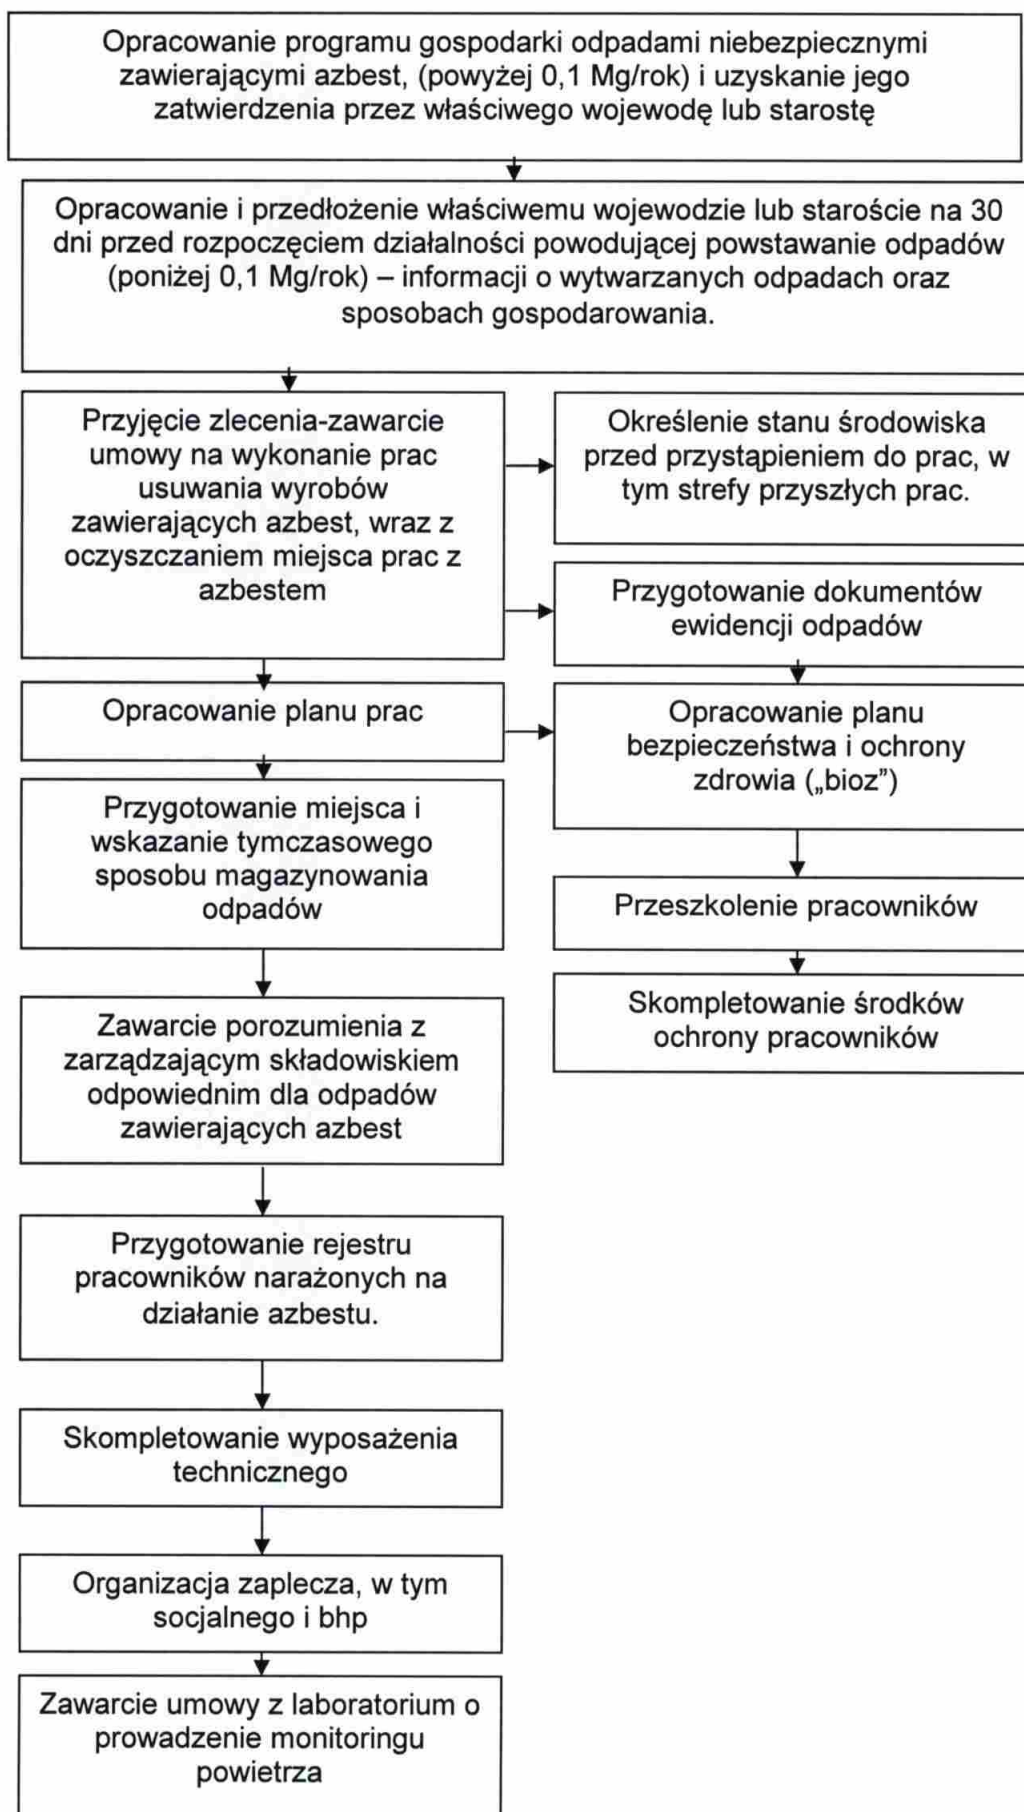 Opracowanie programu gospodarki odpadami niebezpiecznymi
zawierającymi azbest, (powyżej 0,1 Mg/rok) i uzyskanie jego
zatwierdzenia przez właściwego wojewodę lub starostę
Opracowanie i przedłożenie właściwemu wojewodzie lub staroście na 30
dni przed rozpoczęciem działalności powodującej powstawanie odpadów
(poniżej 0,1 Mg/rok) – informacji o wytwarzanych odpadach oraz
sposobach gospodarowania.
Przyjęcie zlecenia-zawarcie
umowy na wykonanie prac
usuwania wyrobów
zawierających azbest, wraz z
oczyszczaniem miejsca prac z
azbestem
Określenie stanu środowiska
przed przystąpieniem do prac, w
tym strefy przyszłych prac.
Przygotowanie dokumentów
ewidencji odpadów
Opracowanie planu prac
Opracowanie planu
bezpieczeństwa i ochrony
zdrowia („bioz”)
Przygotowanie miejsca i
wskazanie tymczasowego
sposobu magazynowania
odpadów
Przeszkolenie pracowników
Skompletowanie środków
ochrony pracowników
Zawarcie porozumienia z
zarządzającym składowiskiem
odpowiednim dla odpadów
zawierających azbest
Przygotowanie rejestru
pracowników narażonych na
działanie azbestu.
Skompletowanie wyposażenia
technicznego
Organizacja zaplecza, w tym
socjalnego i bhp
Zawarcie umowy z laboratorium o
prowadzenie monitoringu
powietrza